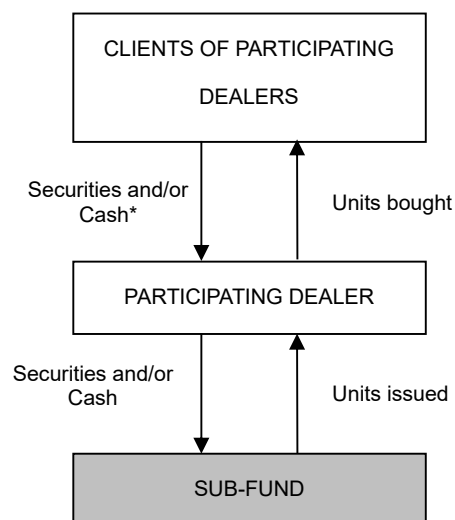 CLIENTS OF PARTICIPATING
DEALERS
Securities and/or
Cash*
Units bought
PARTICIPATING DEALER
Securities and/or
Cash
Units issued
SUB-FUND